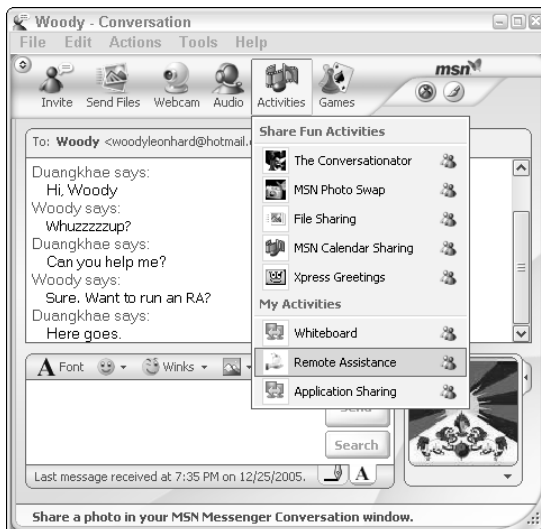 Woody - Conversation
File Edit Actions Tools Help
msn
Invite Send Files Webcam Audio Activities Games
Share Fun Activities
To: Woody <woodyleonhard@hotmail.
The Conversationator
Duangkhae says:
Hi, Woody
MSN Photo Swap
Woody says:
Whuzzzzup?
File Sharing
Duangkhae says:
Can you help me?
MSN Calendar Sharing
Woody says:
Sure. Want to run an RA?
Xpress Greetings
Duangkhae says:
Here goes.
My Activities
Whiteboard
Remote Assistance
Application Sharing
A Font Winks
Send
Search
Last message received at 7:35 PM on 12/25/2005.
A
Share a photo in your MSN Messenger Conversation window.